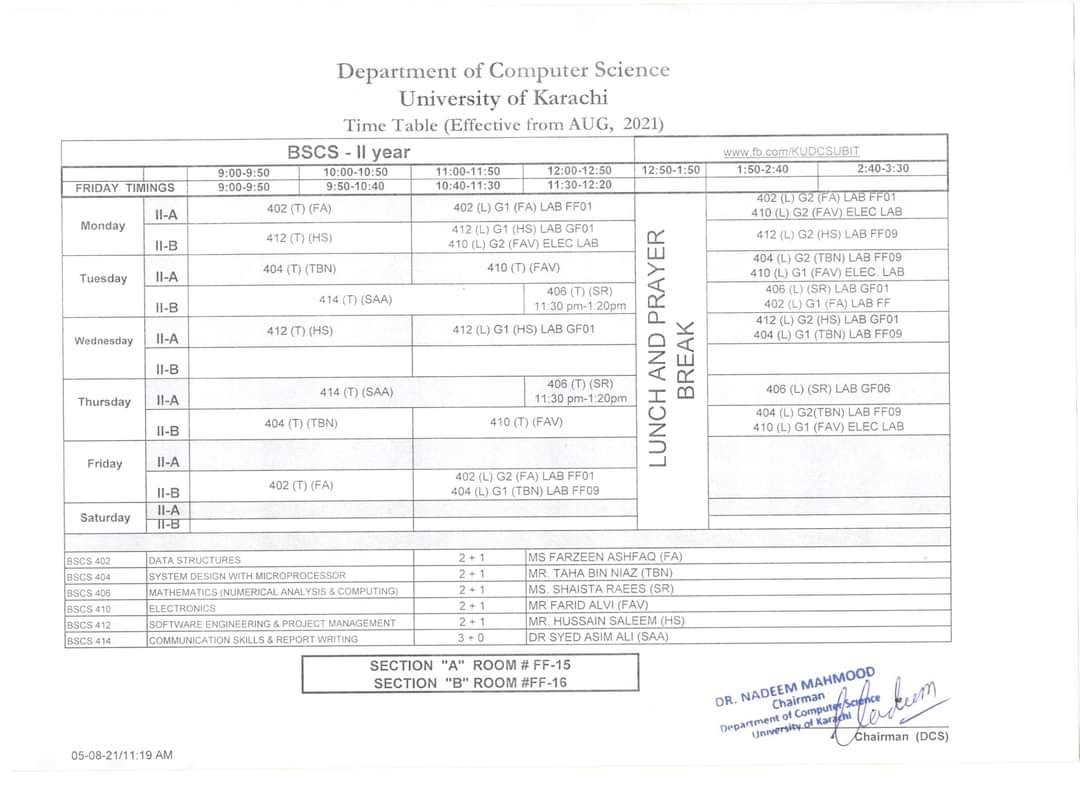 Department of Computer Science
University of Karachi
Time Table (Effective from AUG, 2021)
BSCS - II year www.fb.com/KUDCSUBIT
9:00-9:50 10:00-10:50 11:00-11:50 12:00-12:50 12:50-1:50 1:50-2:40 2:40-3:30
FRIDAY TIMINGS 9:00-9:50 9:50-10:40 10:40-11:30 11:30-12:20
LUNCH AND PRAYER
BREAK
Monday
II-A 402 (T) (FA) 402 (L) G1 (FA) LAB FF01 402 (L) G2 (FA) LAB FF01
410 (L) G2 (FAV) ELEC LAB
II-B 412 (T) (HS) 412 (L) G1 (HS) LAB GF01 412 (L) G2 (HS) LAB FF09
410 (L) G2 (FAV) ELEC LAB
Tuesday
II-A 404 (T) (TBN) 410 (T) (FAV) 404 (L) G2 (TBN) LAB FF09
410 (L) G1 (FAV) ELEC. LAB
II-B 414 (T) (SAA) 406 (T) (SR) 406 (L) (SR) LAB GF01
11:30 pm-1:20pm 402 (L) G1 (FA) LAB FF
Wednesday
II-A 412 (T) (HS) 412 (L) G1 (HS) LAB GF01 412 (L) G2 (HS) LAB GF01
404 (L) G1 (TBN) LAB FF09
II-B
Thursday
II-A 414 (T) (SAA) 406 (T) (SR) 406 (L) (SR) LAB GF06
11:30 pm-1:20pm
II-B 404 (T) (TBN) 410 (T) (FAV) 404 (L) G2(TBN) LAB FF09
410 (L) G1 (FAV) ELEC LAB
Friday
II-A
II-B 402 (T) (FA) 402 (L) G2 (FA) LAB FF01
404 (L) G1 (TBN) LAB FF09
Saturday
II-A
II-B
BSCS 402 DATA STRUCTURES 2 + 1 MS FARZEEN ASHFAQ (FA)
BSCS 404 SYSTEM DESIGN WITH MICROPROCESSOR 2 + 1 MR. TAHA BIN NIAZ (TBN)
BSCS 406 MATHEMATICS (NUMERICAL ANALYSIS & COMPUTING) 2 + 1 MS. SHAISTA RAEES (SR)
BSCS 410 ELECTRONICS 2 + 1 MR FARID ALVI (FAV)
BSCS 412 SOFTWARE ENGINEERING & PROJECT MANAGEMENT 2 + 1 MR. HUSSAIN SALEEM (HS)
BSCS 414 COMMUNICATION SKILLS & REPORT WRITING 3 + 0 DR SYED ASIM ALI (SAA)
SECTION "A" ROOM # FF-15
SECTION "B" ROOM #FF-16
DR. NADEEM MAHMOOD
Chairman
Department of Computer Science
University of Karachi
Chairman (DCS)
05-08-21/11:19 AM